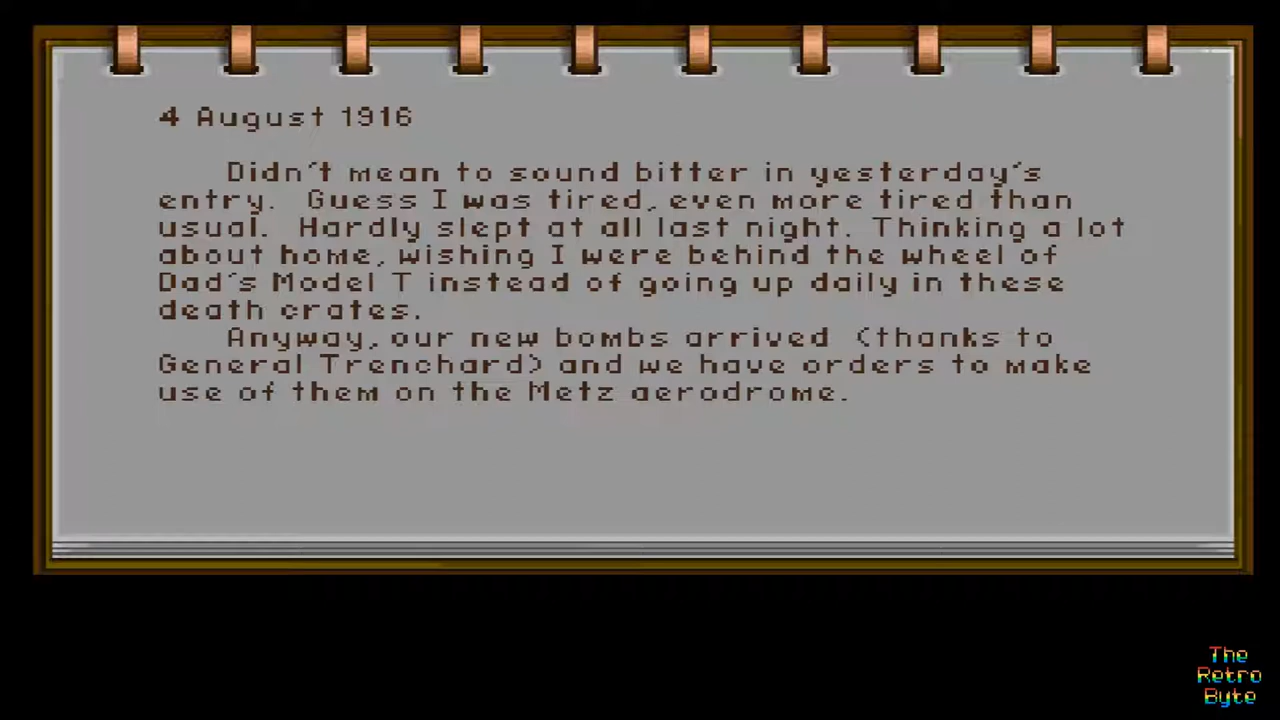 4 August 1916
Didn't mean to sound bitter in yesterday's
entry. Guess I was tired, even more tired than
usual. Hardly slept at all last night. Thinking a lot
about home, wishing I were behind the wheel of
Dad's Model T instead of going up daily in these
death crates.
Anyway, our new bombs arrived (thanks to
General Trenchard) and we have orders to make
use of them on the Metz aerodrome.
The
Retro
Byte